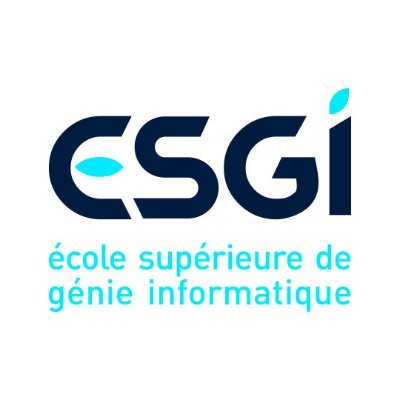 ESGI
école supérieure de
génie informatique